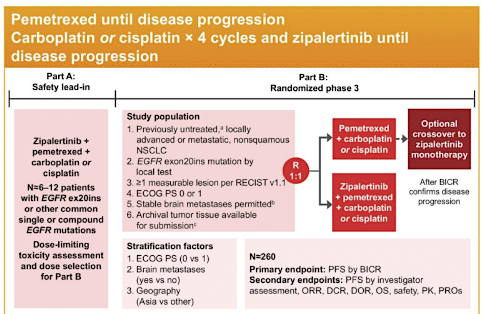 Pemetrexed until disease progression
Carboplatin or cisplatin × 4 cycles and zipalertinib until
disease progression
Part A:
Safety lead-in
Zipalertinib +
pemetrexed +
carboplatin or
cisplatin
N≈6–12 patients
with EGFR ex20ins
or other common
single or compound
EGFR mutations
Dose-limiting
toxicity assessment
and dose selection
for Part B
Part B:
Randomized phase 3
Study population
1. Previously untreated,ᵃ locally
advanced or metastatic, nonsquamous
NSCLC
2. EGFR exon20ins mutation by
local test
3. ≥1 measurable lesion per RECIST v1.1
4. ECOG PS 0 or 1
5. Stable brain metastases permittedᵇ
6. Archival tumor tissue available
for submissionᶜ
R
1:1
Pemetrexed +
carboplatin
or cisplatin
Zipalertinib +
pemetrexed +
carboplatin
or cisplatin
Optional
crossover to
zipalertinib
monotherapy
After BICR
confirms disease
progression
Stratification factors
1. ECOG PS (0 vs 1)
2. Brain metastases
(yes vs no)
3. Geography
(Asia vs other)
N≈260
Primary endpoint: PFS by BICR
Secondary endpoints: PFS by investigator
assessment, ORR, DCR, DOR, OS, safety, PK, PROs